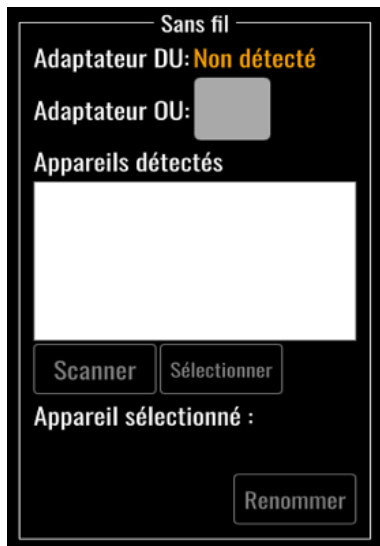 Sans fil
Adaptateur DU: Non détecté
Adaptateur OU:
Appareils détectés
Scanner Sélectionner
Appareil sélectionné :
Renommer